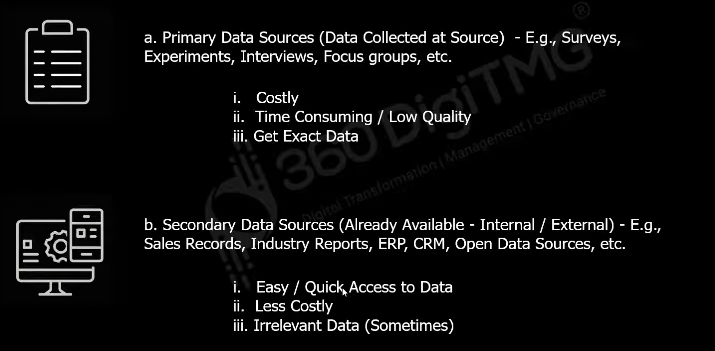 a. Primary Data Sources (Data Collected at Source)  - E.g., Surveys,
Experiments, Interviews, Focus groups, etc.
i. Costly
ii. Time Consuming / Low Quality
iii. Get Exact Data
360DigiTMG
Digital Transformation | Management | Governance
b. Secondary Data Sources (Already Available - Internal / External) - E.g.,
Sales Records, Industry Reports, ERP, CRM, Open Data Sources, etc.
i. Easy / Quick Access to Data
ii. Less Costly
iii. Irrelevant Data (Sometimes)